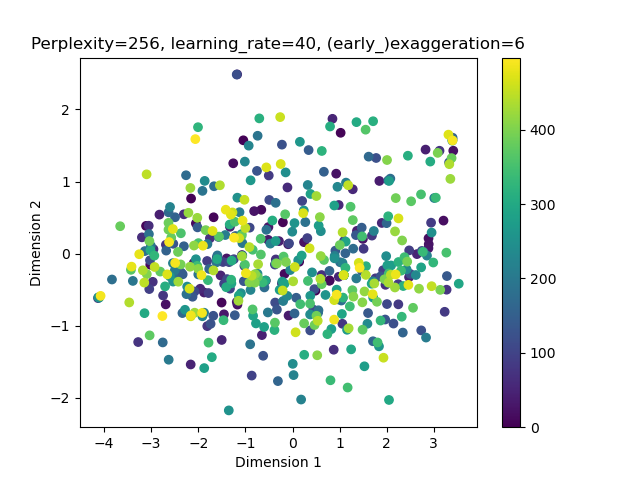 Perplexity=256, learning_rate=40, (early_)exaggeration=6
Dimension 2
2
1
0
−1
−2
−4 −3 −2 −1 0 1 2 3
Dimension 1
400
300
200
100
0